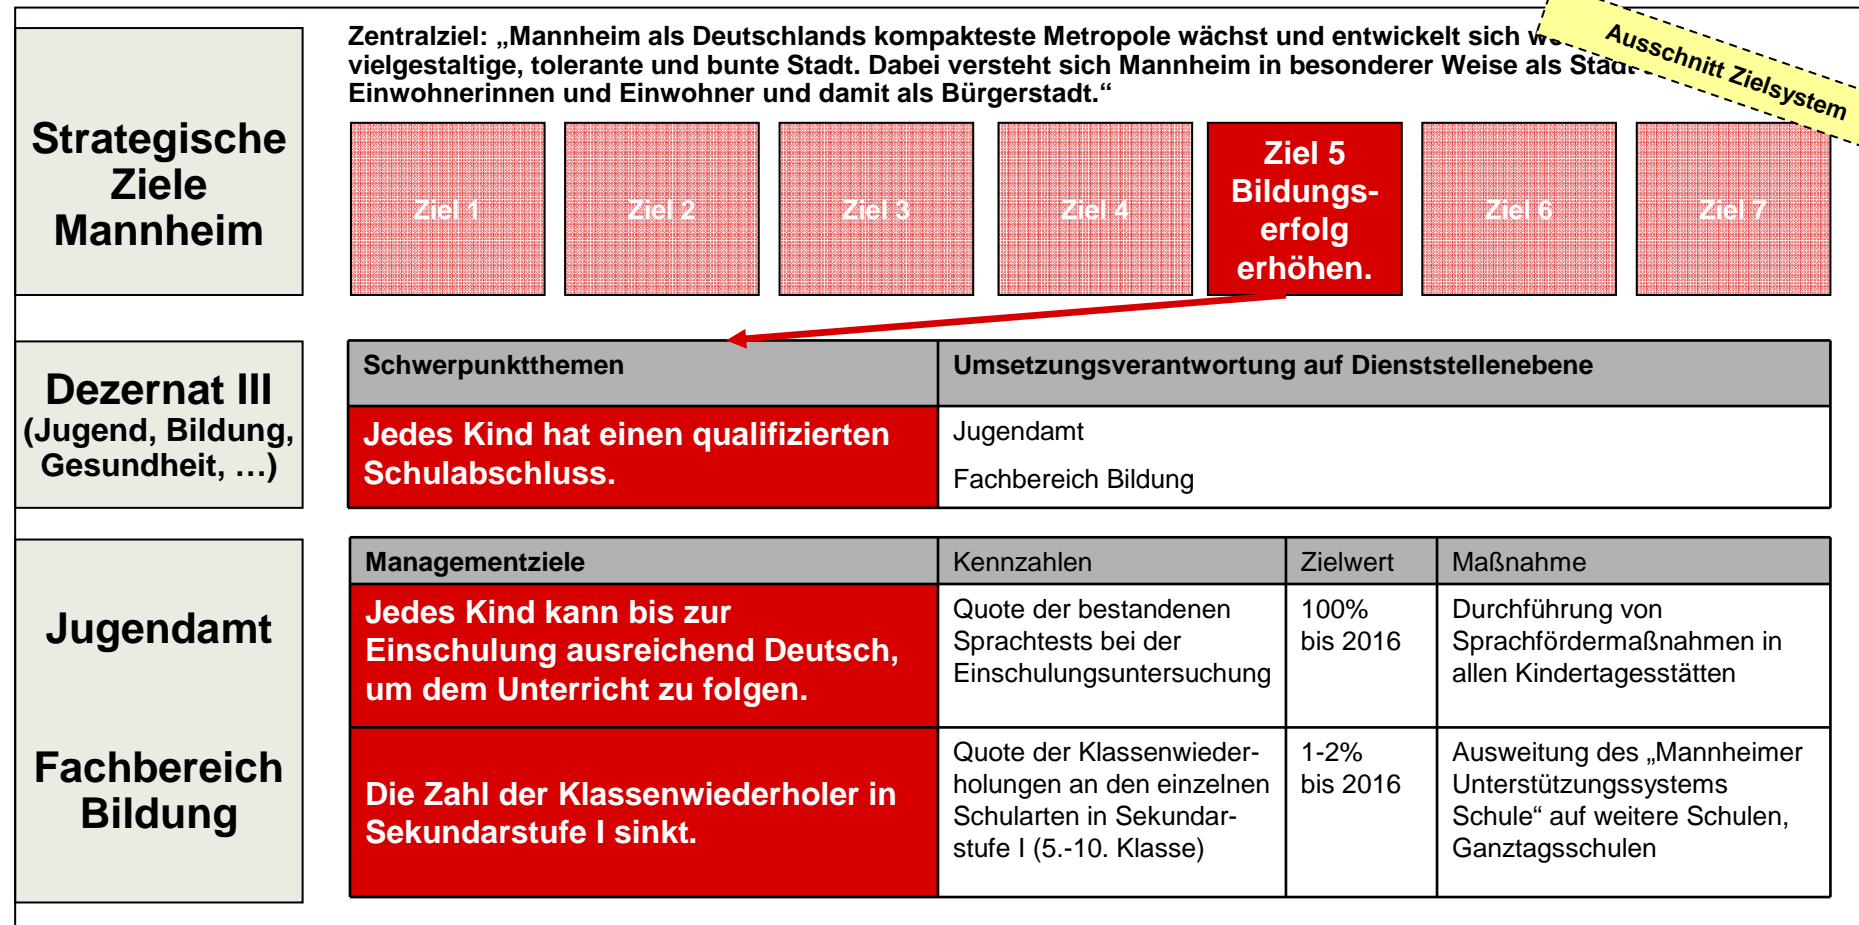 Zentralziel: „Mannheim als Deutschlands kompakteste Metropole wächst und entwickelt sich
vielgestaltige, tolerante und bunte Stadt. Dabei versteht sich Mannheim in besonderer Weise als Stadt
Einwohnerinnen und Einwohner und damit als Bürgerstadt.“
Ausschnitt Zielsystem
Strategische
Ziele
Mannheim
Ziel 1
Ziel 2
Ziel 3
Ziel 4
Ziel 5
Bildungs-
erfolg
erhöhen.
Ziel 6
Ziel 7
Dezernat III
(Jugend, Bildung,
Gesundheit, …)
Schwerpunktthemen
Umsetzungsverantwortung auf Dienststellenebene
Jedes Kind hat einen qualifizierten
Schulabschluss.
Jugendamt
Fachbereich Bildung
Jugendamt
Fachbereich
Bildung
Managementziele
Kennzahlen
Zielwert
Maßnahme
Jedes Kind kann bis zur
Einschulung ausreichend Deutsch,
um dem Unterricht zu folgen.
Quote der bestandenen
Sprachtests bei der
Einschulungsuntersuchung
100%
bis 2016
Durchführung von
Sprachfördermaßnahmen in
allen Kindertagesstätten
Die Zahl der Klassenwiederholer in
Sekundarstufe I sinkt.
Quote der Klassenwieder-
holungen an den einzelnen
Schularten in Sekundar-
stufe I (5.-10. Klasse)
1-2%
bis 2016
Ausweitung des „Mannheimer
Unterstützungssystems
Schule“ auf weitere Schulen,
Ganztagsschulen